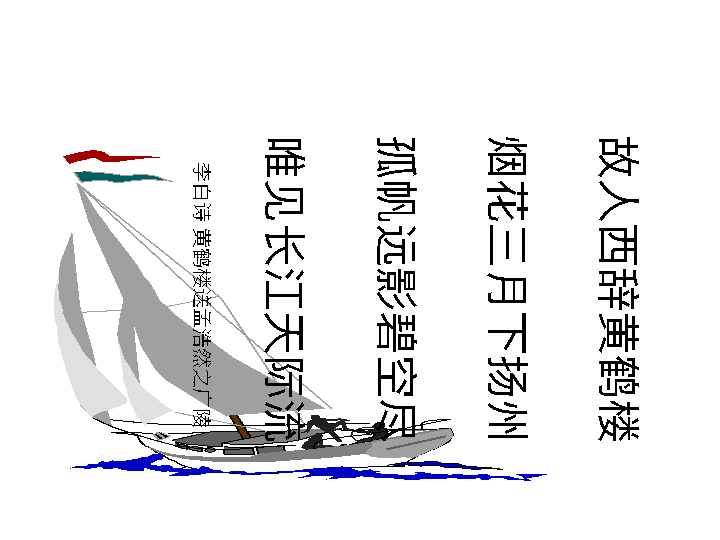 故人西辞黄鹤楼
烟花三月下扬州
孤帆远影碧空尽
唯见长江天际流
李白诗 黄鹤楼送孟浩然之广陵